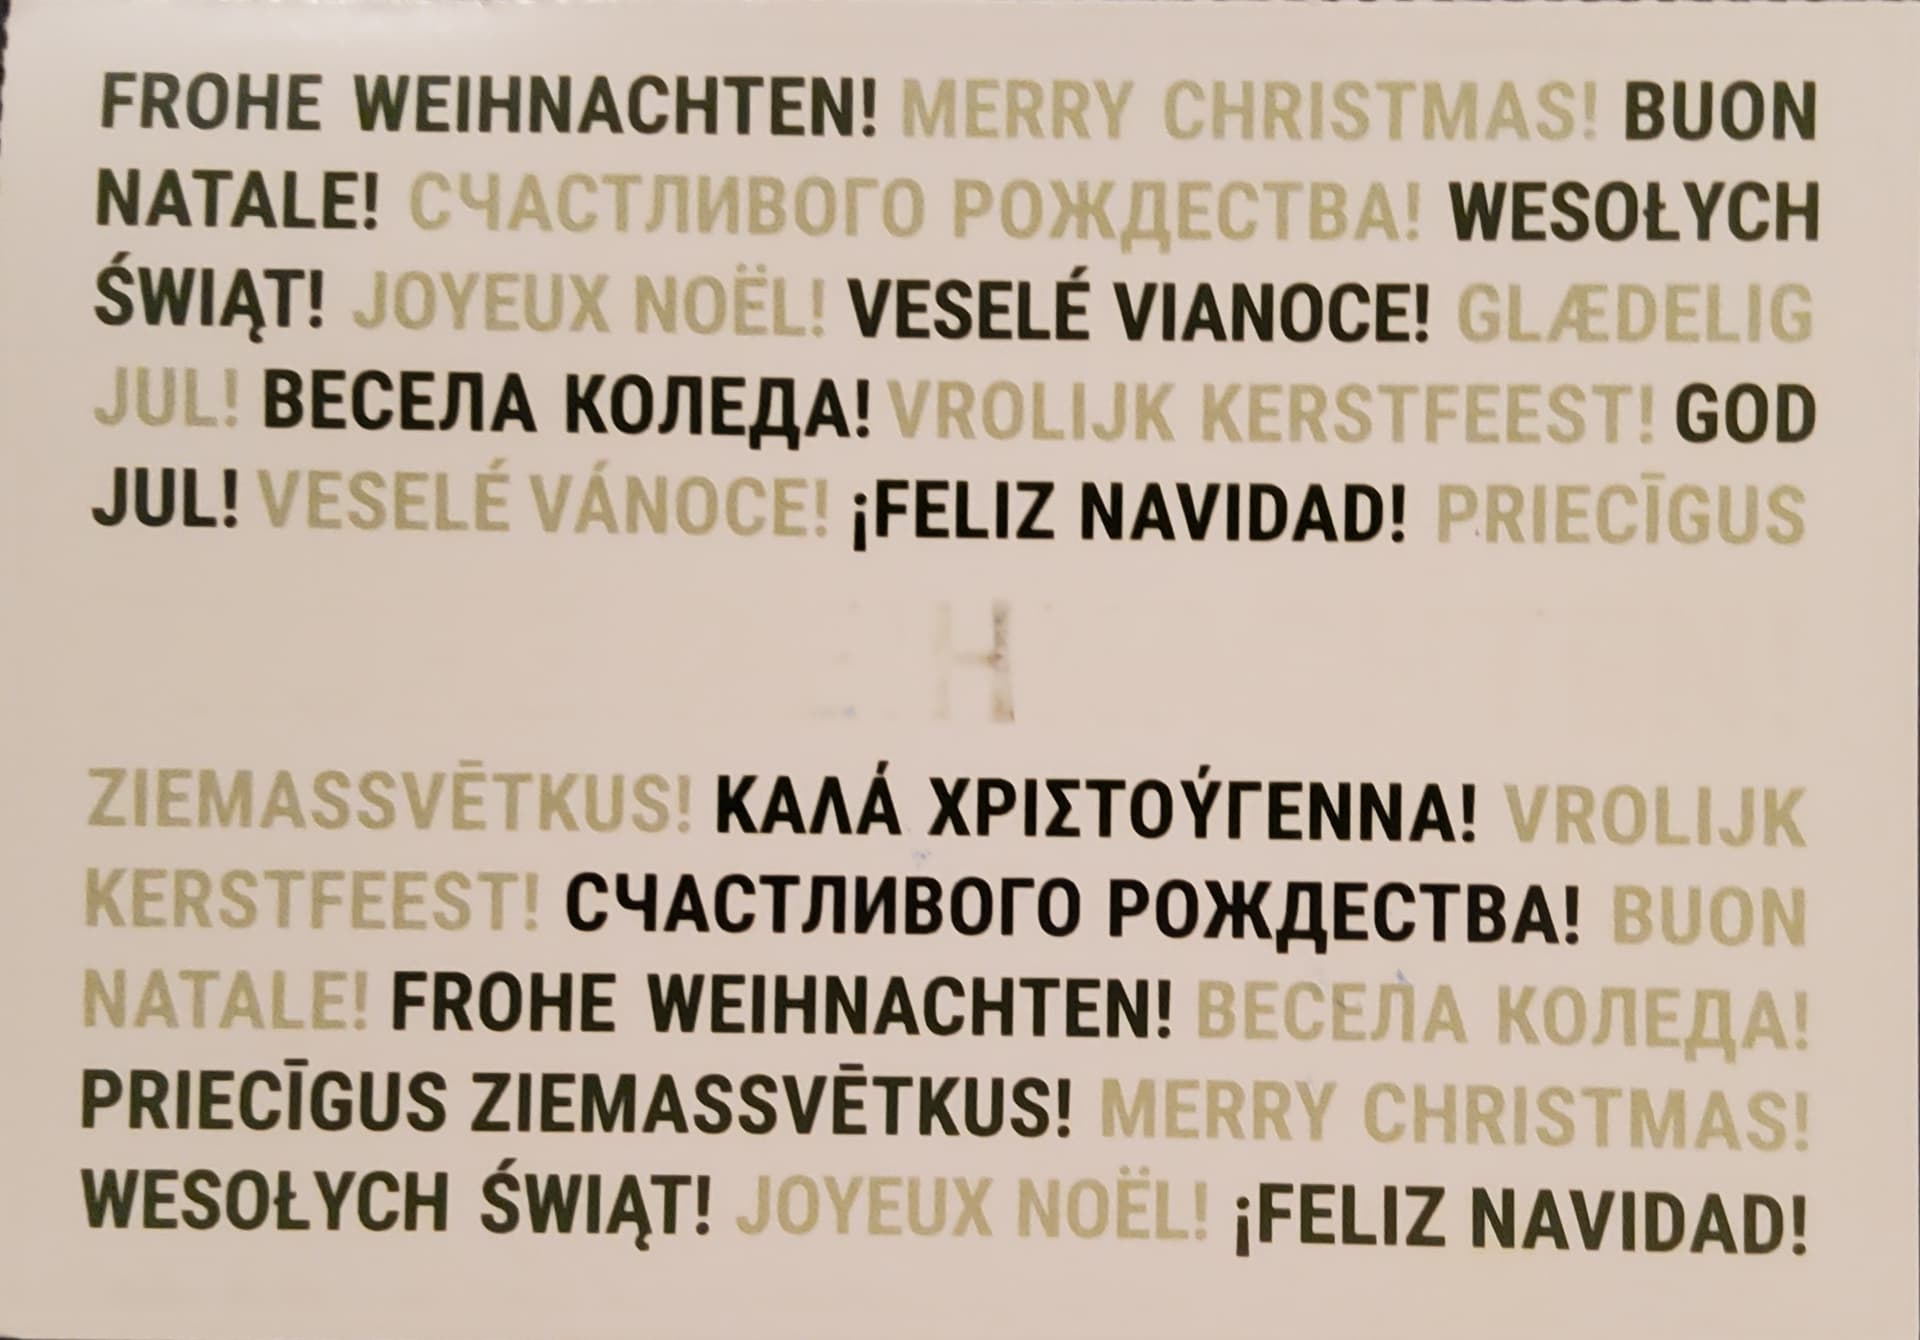 FROHE WEIHNACHTEN! MERRY CHRISTMAS! BUON
NATALE! СЧАСТЛИВОГО РОЖДЕСТВА! WESOŁYCH
ŚWIĄT! JOYEUX NOËL! VESELÉ VIANOCE! GLÆDELIG
JUL! ВЕСЕЛА КОЛЕДА! VROLIJK KERSTFEEST! GOD
JUL! VESELÉ VÁNOCE! ¡FELIZ NAVIDAD! PRIECĪGUS
H
ZIEMASSVĒTKUS! ΚΑΛΆ ΧΡΙΣΤΟΎΓΕΝΝΑ! VROLIJK
KERSTFEEST! СЧАСТЛИВОГО РОЖДЕСТВА! BUON
NATALE! FROHE WEIHNACHTEN! ВЕСЕЛА КОЛЕДА!
PRIECĪGUS ZIEMASSVĒTKUS! MERRY CHRISTMAS!
WESOŁYCH ŚWIĄT! JOYEUX NOËL! ¡FELIZ NAVIDAD!